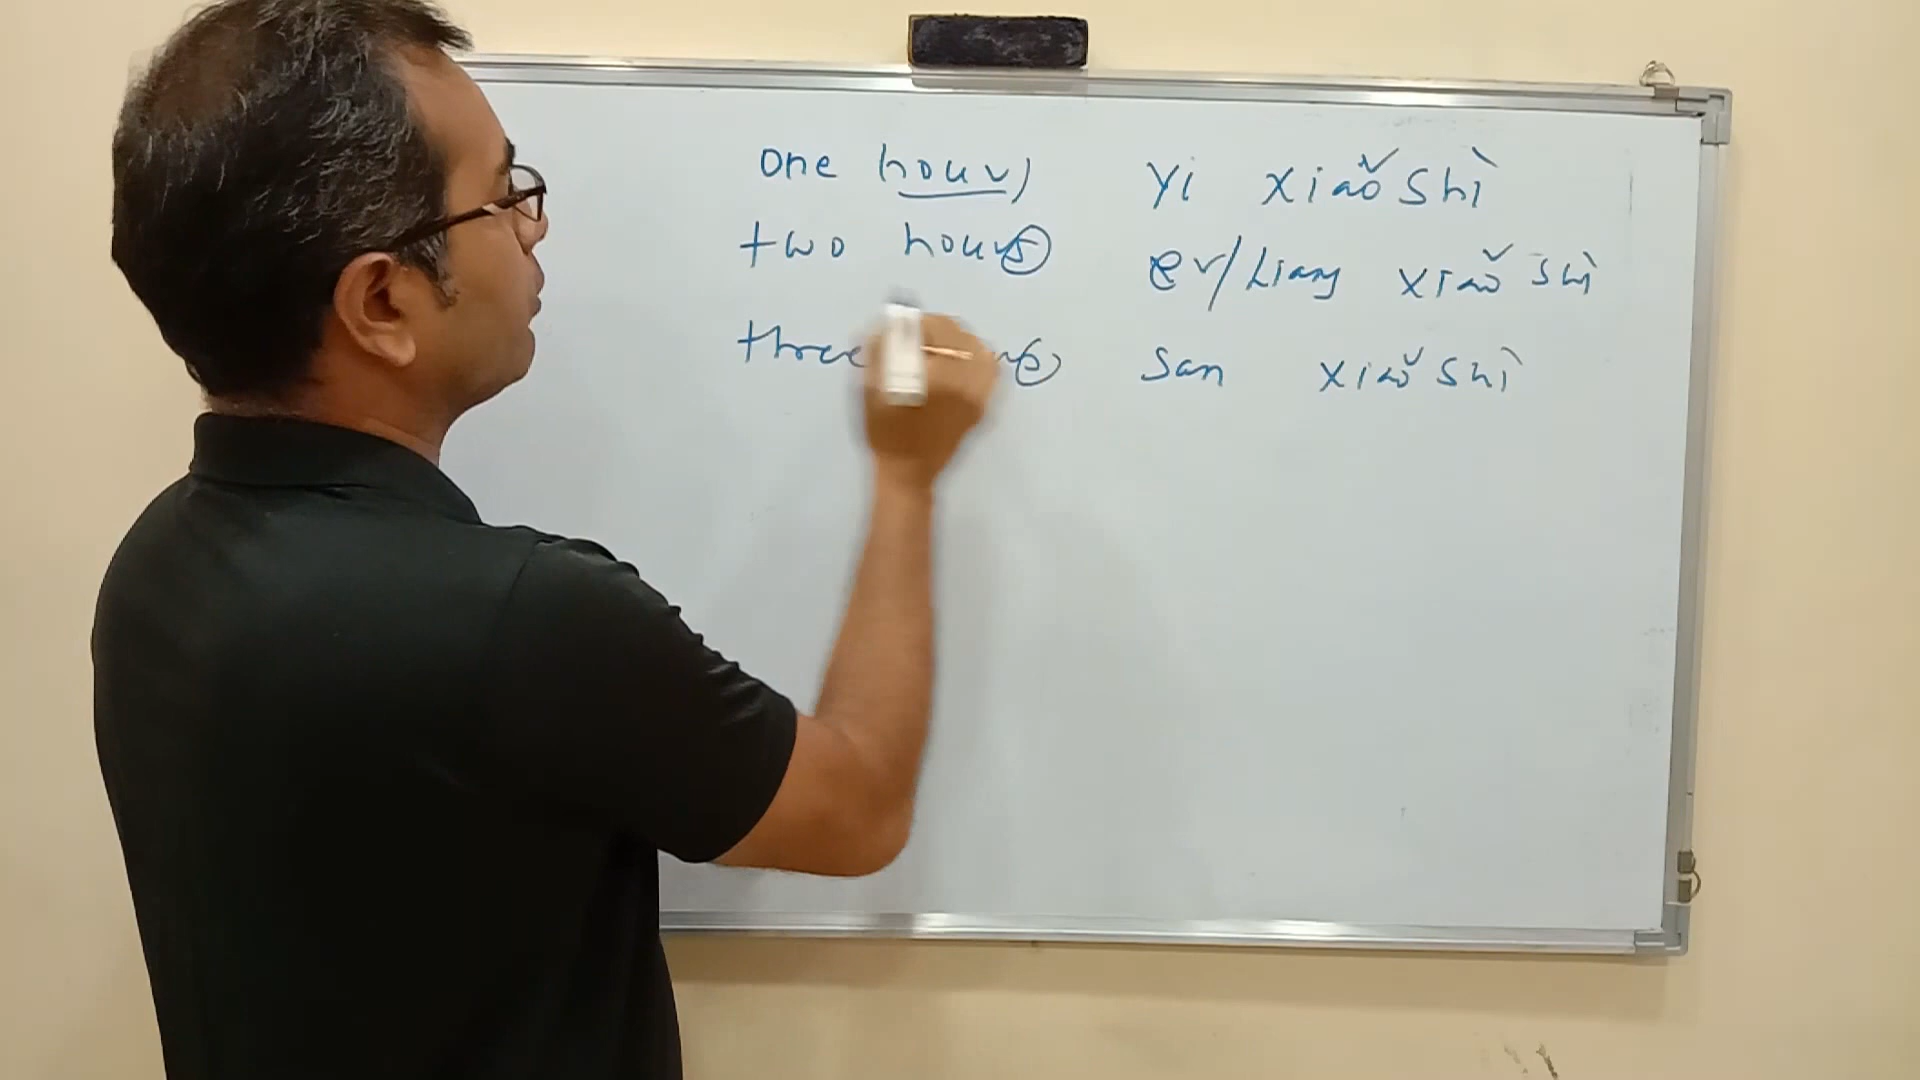 one hour Yi xiǎo Shì
two hours er/Liang xiǎo Shì
three San xiǎo Shì